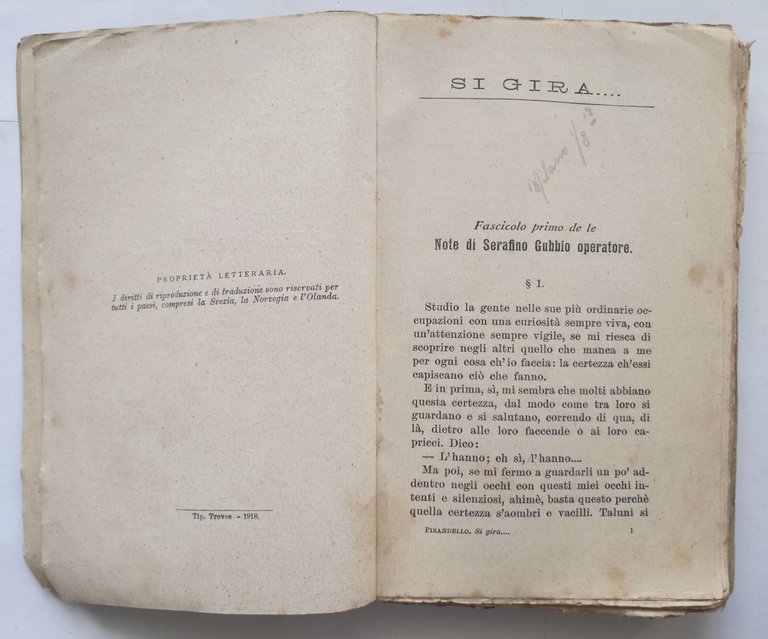 PROPRIETÀ LETTERARIA.
I diritti di riproduzione e di traduzione sono riservati per
tutti i paesi, compresi la Svezia, la Norvegia e l'Olanda.
Tip. Treves - 1918.
SI GIRA....
Milano
Fascicolo primo de le
Note di Serafino Gubbio operatore.
§ 1.
Studio la gente nelle sue più ordinarie oc-
cupazioni con una curiosità sempre viva, con
un'attenzione sempre vigile, se mi riesca di
scoprire negli altri quello che manca a me
per ogni cosa ch'io faccia: la certezza ch'essi
capiscano ciò che fanno.
E in prima, sì, mi sembra che molti abbiano
questa certezza, dal modo come tra loro si
guardano e si salutano, correndo di qua, di
là, dietro alle loro faccende o ai loro ca-
pricci. Dico:
— L'hanno; eh sì, l'hanno....
Ma poi, se mi fermo a guardarli un po' ad-
dentro negli occhi con questi miei occhi in-
tenti e silenziosi, ahimè, basta questo perchè
quella certezza s'aombri e vacilli. Taluni si
PIRANDELLO. Si gira.... 1